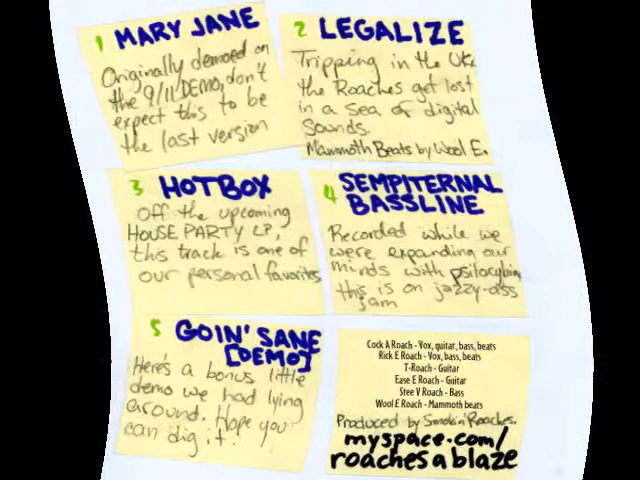 1 MARY JANE
Originally demoed on
the 9/11 DEMO, don't
expect this to be
the last version
2 LEGALIZE
Tripping in the Uke
the Roaches get lost
in a sea of digital
sounds.
Mammoth Beats by Wool E.
3 HOTBOX
Off the upcoming
HOUSE PARTY LP,
this track is one of
our personal favorites
4 SEMPITERNAL
BASSLINE
Recorded while we
were expanding our
minds with psilocybin
this is on jazzy-ass
jam
5 GOIN' SANE
[DEMO]
Here's a bonus little
demo we had lying
around. Hope you
can dig it!
Cock A Roach - Vox, guitar, bass, beats
Rick E Roach - Vox, bass, beats
T-Roach - Guitar
Ease E Roach - Guitar
Stee V Roach - Bass
Wool E Roach - Mammoth beats
Produced by Smokin' Roaches.
myspace.com/
roachesablaze